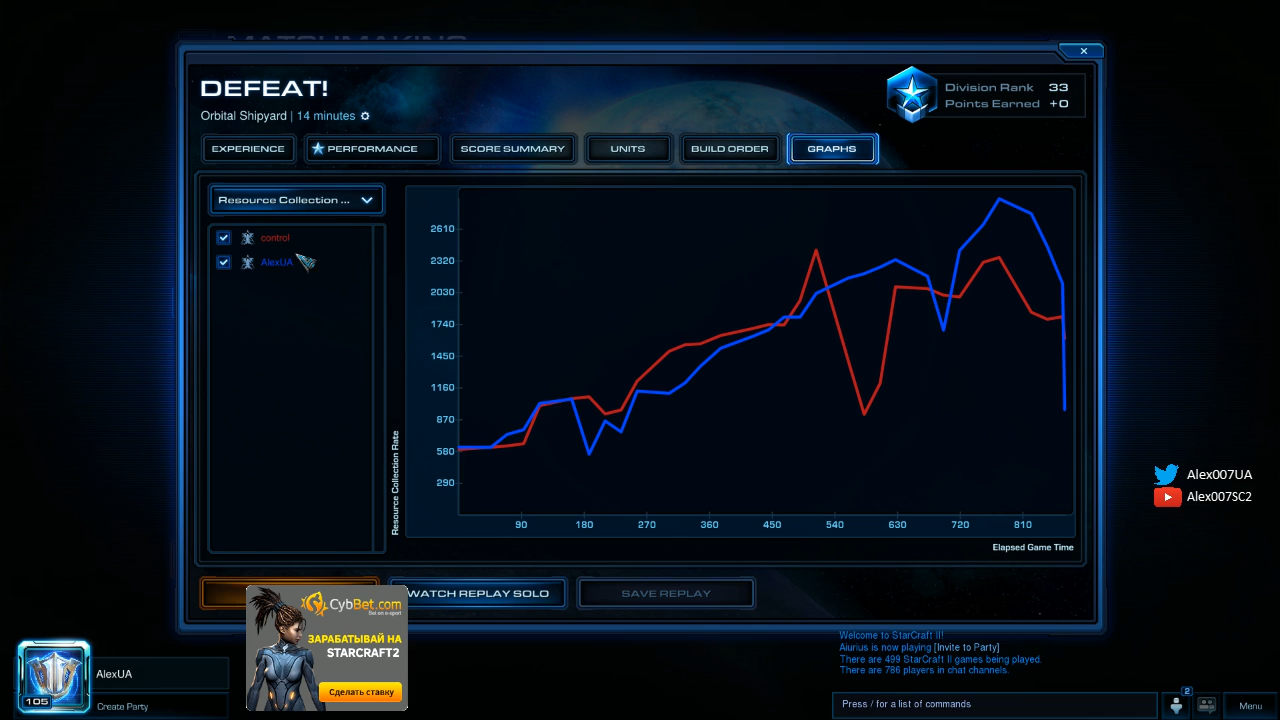 DEFEAT!
Orbital Shipyard | 14 minutes
Division Rank 33
Points Earned +0
EXPERIENCE
PERFORMANCE
SCORE SUMMARY
UNITS
BUILD ORDER
GRAPHS
Resource Collection ...
control
AlexUA
2610
2320
2030
1740
1450
1160
870
580
290
Resource Collection Rate
90 180 270 360 450 540 630 720 810
Elapsed Game Time
Alex007UA
Alex007SC2
WATCH REPLAY SOLO
SAVE REPLAY
CybBet.com
Bet on e-sport
ЗАРАБАТЫВАЙ НА
STARCRAFT2
Сделать ставку
105
AlexUA
Create Party
Welcome to StarCraft II!
Aiurius is now playing [Invite to Party]
There are 499 StarCraft II games being played.
There are 786 players in chat channels.
Press / for a list of commands
2
Menu